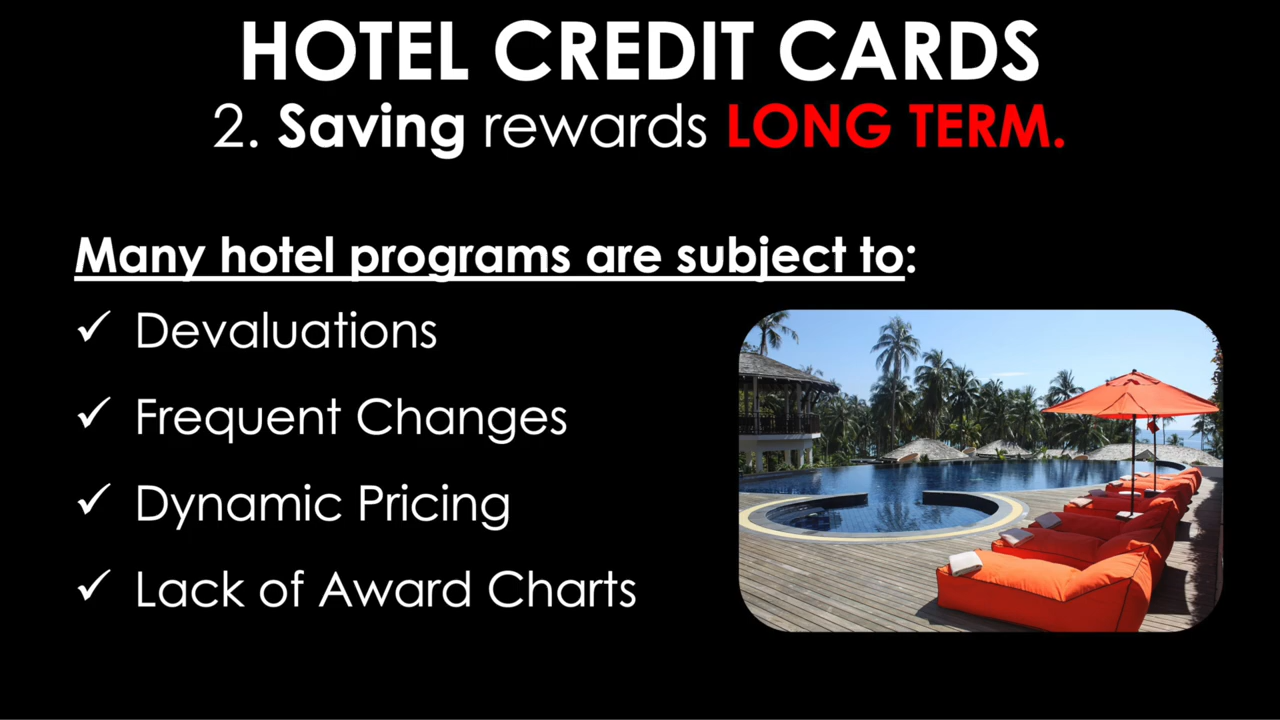 HOTEL CREDIT CARDS
2. Saving rewards LONG TERM.
Many hotel programs are subject to:
✓ Devaluations
✓ Frequent Changes
✓ Dynamic Pricing
✓ Lack of Award Charts